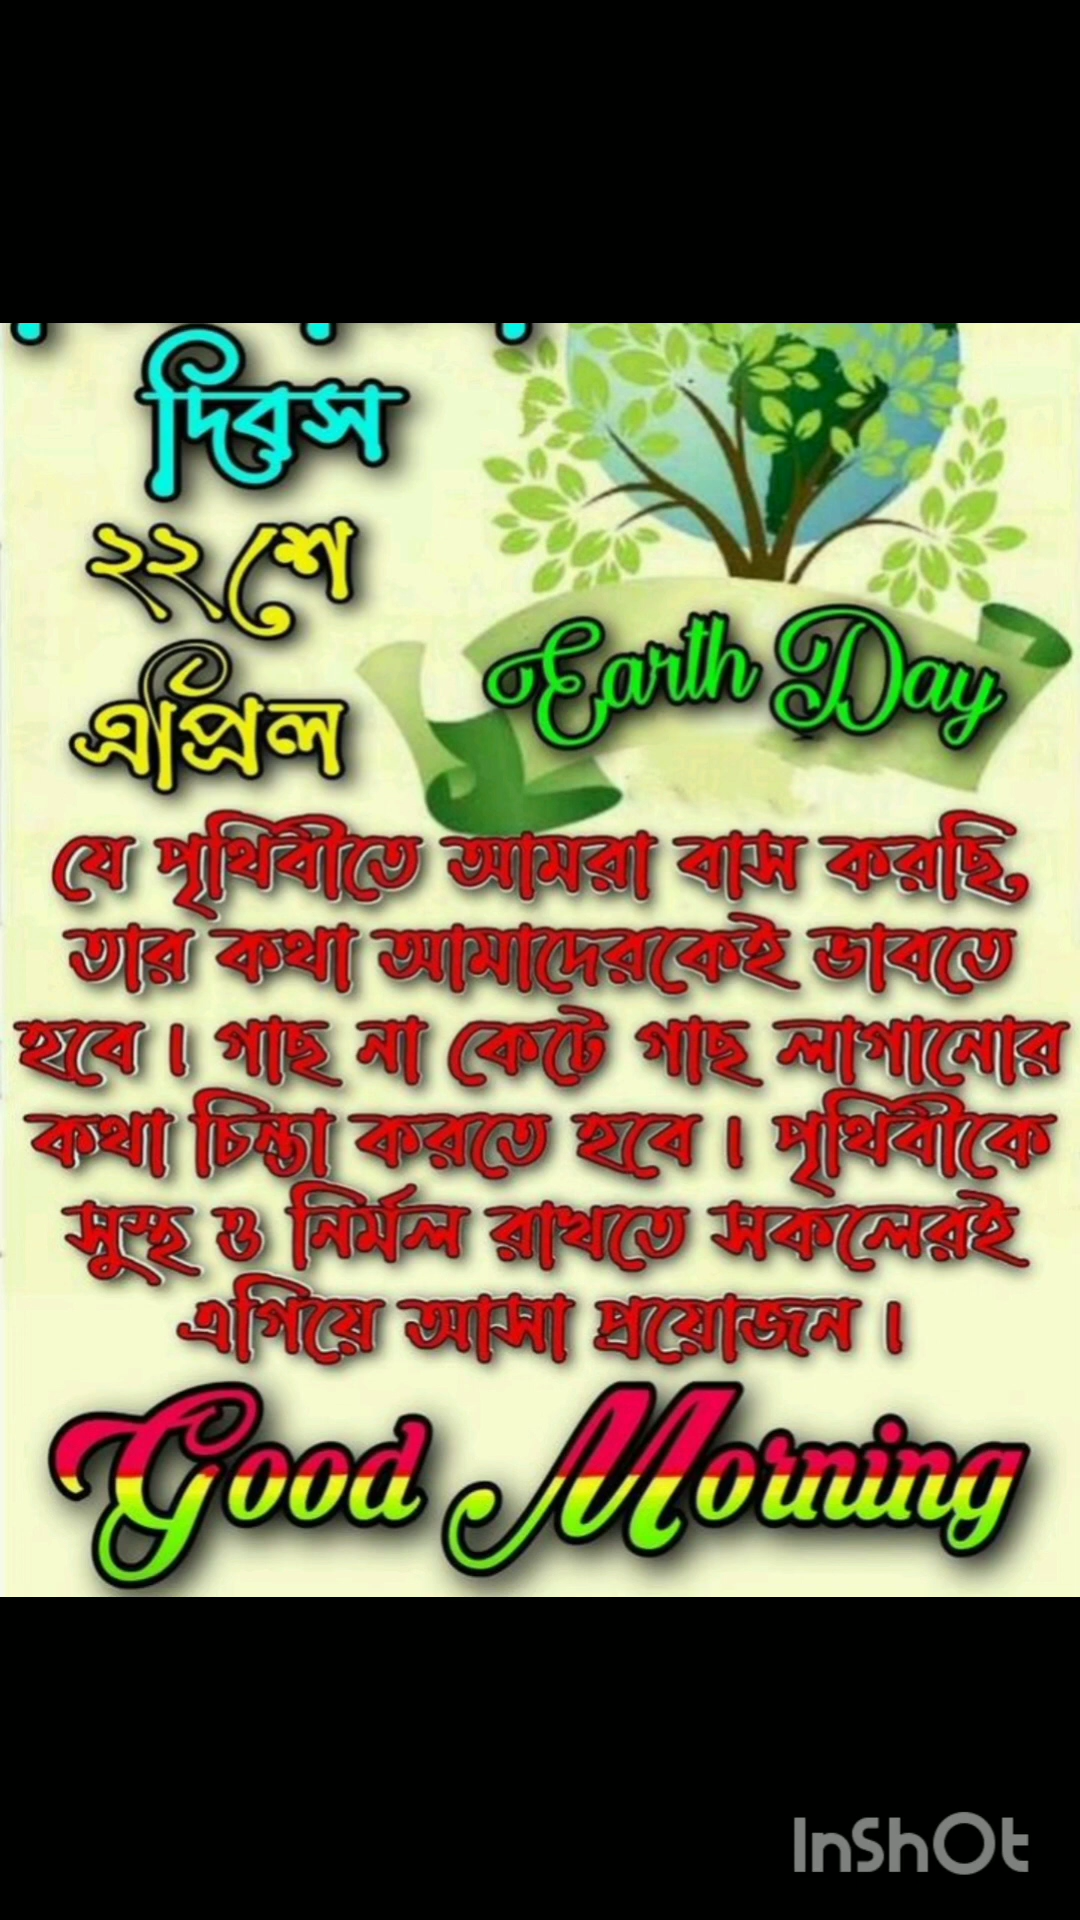 দিবস
২২ শে
এপ্রিল
Earth Day
যে পৃথিবীতে আমরা বাস করছি,
তার কথা আমাদেরকেই ভাবতে
হবে । গাছ না কেটে গাছ লাগানোর
কথা চিন্তা করতে হবে । পৃথিবীকে
সুস্থ ও নির্মল রাখতে সকলেরই
এগিয়ে আসা প্রয়োজন ।
Good Morning
InShOt